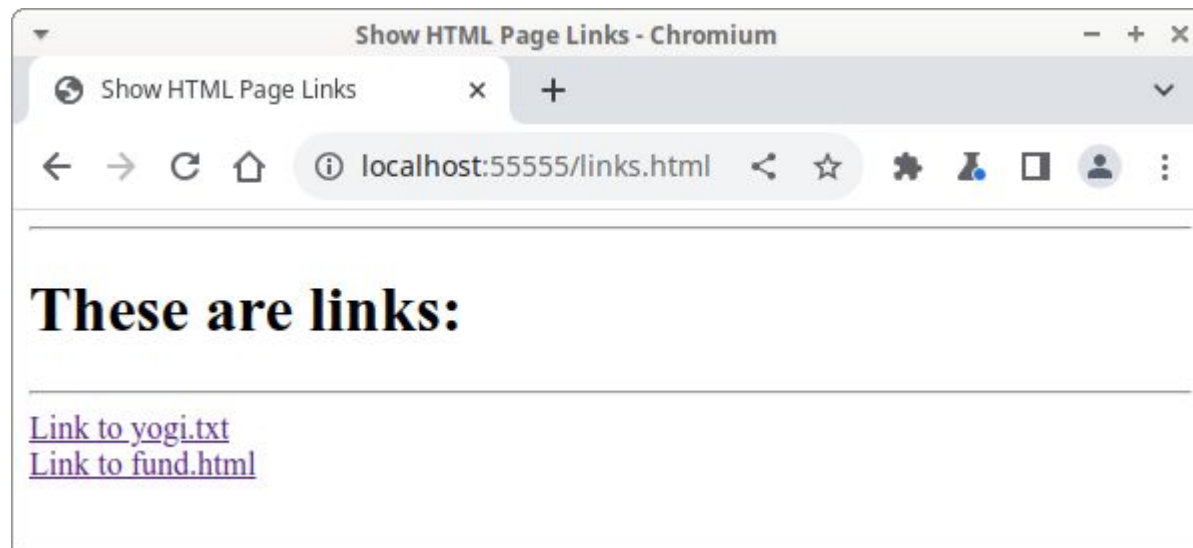 Show HTML Page Links - Chromium
Show HTML Page Links
localhost:55555/links.html
These are links:
Link to yogi.txt
Link to fund.html